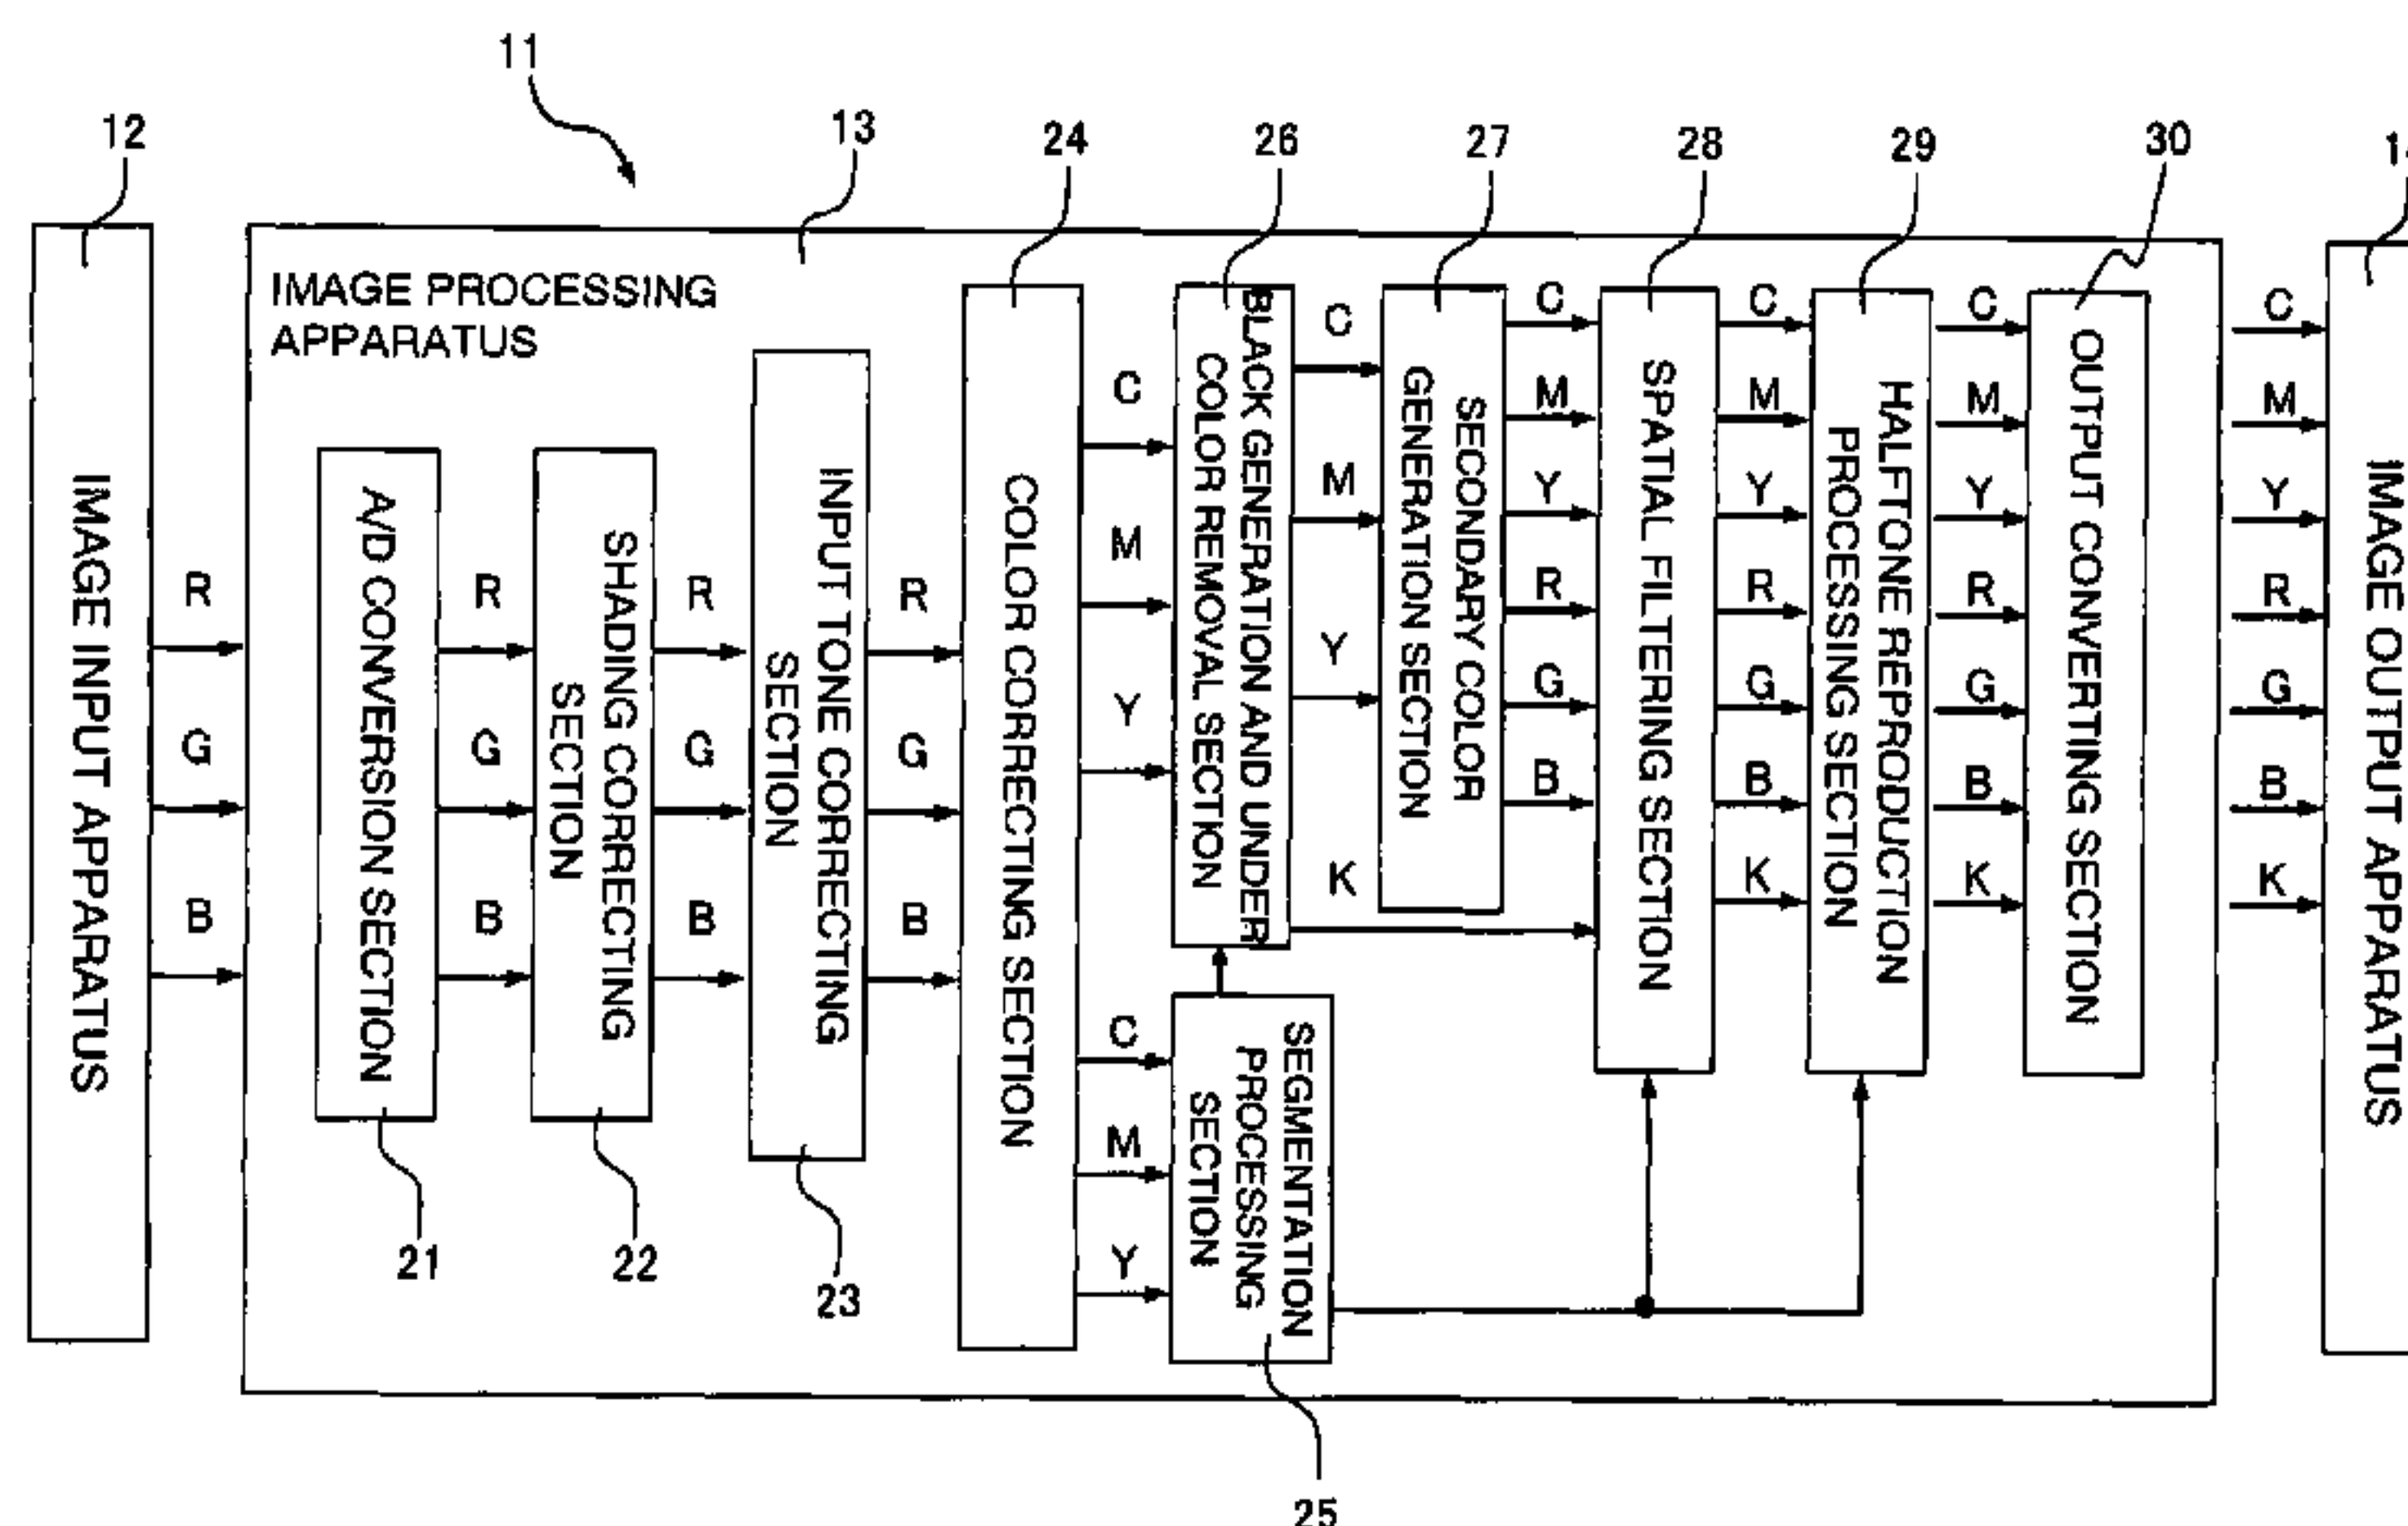 11
12
13
24
26
27
28
29
30
IMAGE INPUT APPARATUS
R
G
B
IMAGE PROCESSING
APPARATUS
A/D CONVERSION SECTION
21
R
G
B
SHADING CORRECTING
SECTION
22
R
G
B
INPUT TONE CORRECTING
SECTION
23
R
G
B
COLOR CORRECTING SECTION
C
M
Y
C
M
Y
BLACK GENERATION AND UNDER
COLOR REMOVAL SECTION
SEGMENTATION
PROCESSING
SECTION
25
C
M
Y
K
SECONDARY COLOR
GENERATION SECTION
C
M
Y
R
G
B
SPATIAL FILTERING SECTION
C
M
Y
R
G
B
K
HALFTONE REPRODUCTION
PROCESSING SECTION
C
M
Y
R
G
B
K
OUTPUT CONVERTING SECTION
C
M
Y
R
G
B
K
IMAGE OUTPUT APPARATUS